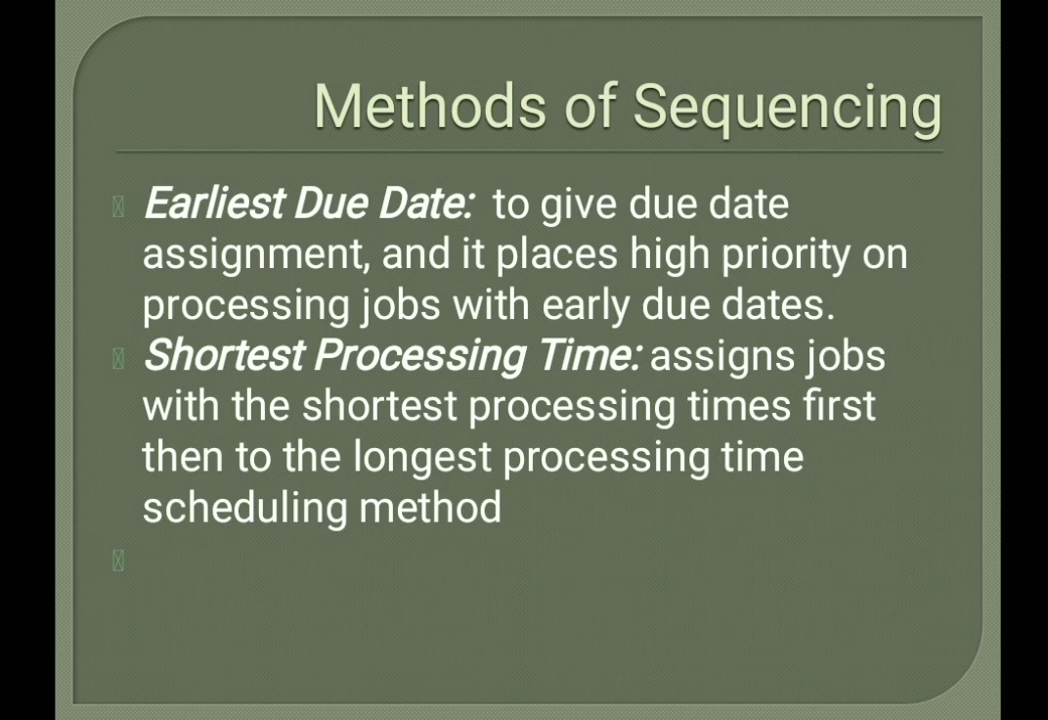 Methods of Sequencing
Earliest Due Date: to give due date
assignment, and it places high priority on
processing jobs with early due dates.
Shortest Processing Time: assigns jobs
with the shortest processing times first
then to the longest processing time
scheduling method